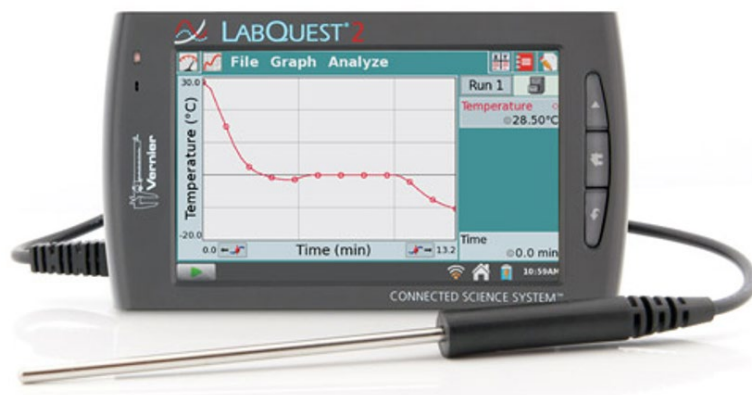 LABQUEST®2
File Graph Analyze
Run 1
30.0
Temperature
28.50°C
Temperature (°C)
Vernier
-20.0
0.0
Time (min)
13.2
Time
0.0 min
10:59AM
CONNECTED SCIENCE SYSTEM™